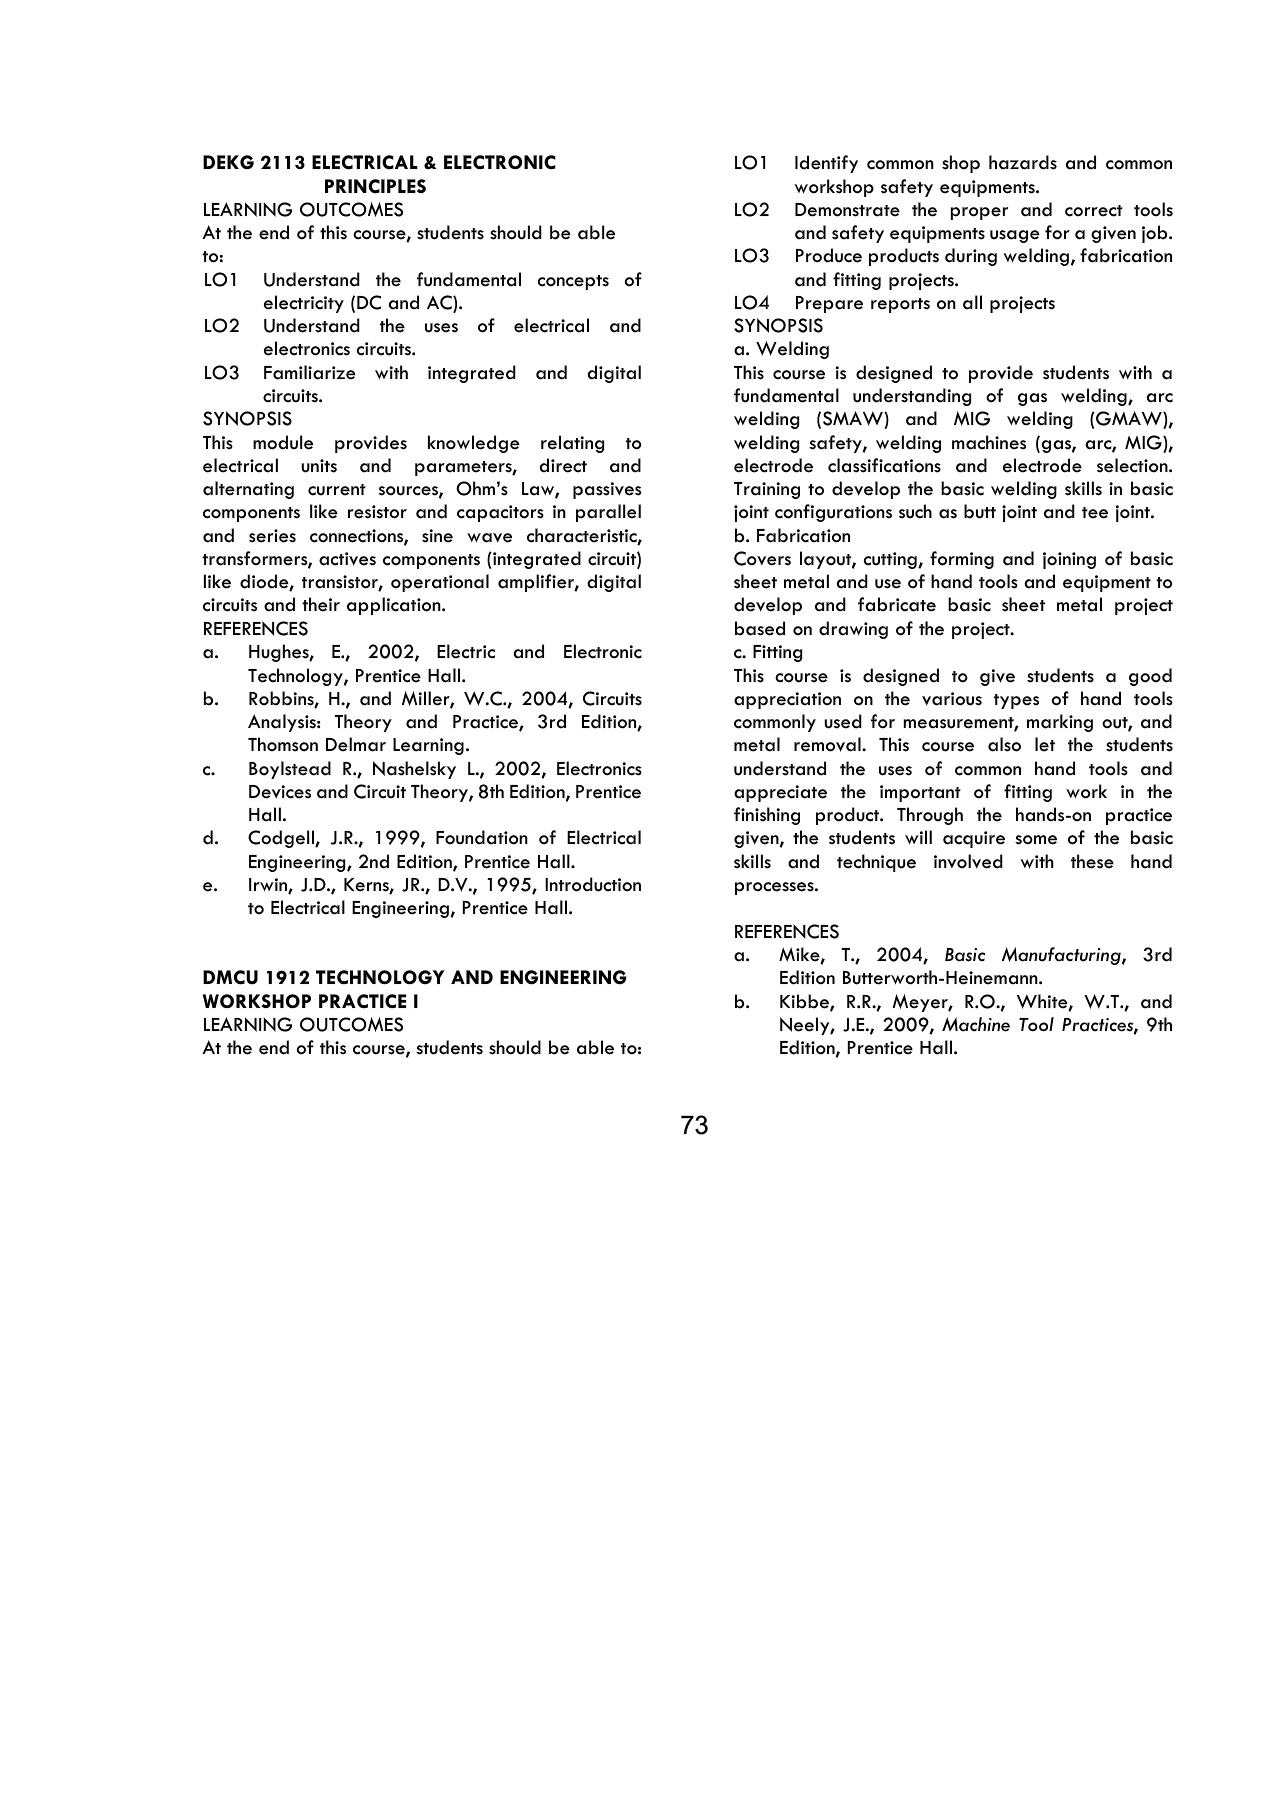 DEKG 2113 ELECTRICAL & ELECTRONIC
PRINCIPLES
LEARNING OUTCOMES
At the end of this course, students should be able
to:
LO1 Understand the fundamental concepts of
electricity (DC and AC).
LO2 Understand the uses of electrical and
electronics circuits.
LO3 Familiarize with integrated and digital
circuits.
SYNOPSIS
This module provides knowledge relating to
electrical units and parameters, direct and
alternating current sources, Ohm's Law, passives
components like resistor and capacitors in parallel
and series connections, sine wave characteristic,
transformers, actives components (integrated circuit)
like diode, transistor, operational amplifier, digital
circuits and their application.
REFERENCES
a. Hughes, E., 2002, Electric and Electronic
Technology, Prentice Hall.
b. Robbins, H., and Miller, W.C., 2004, Circuits
Analysis: Theory and Practice, 3rd Edition,
Thomson Delmar Learning.
c. Boylstead R., Nashelsky L., 2002, Electronics
Devices and Circuit Theory, 8th Edition, Prentice
Hall.
d. Codgell, J.R., 1999, Foundation of Electrical
Engineering, 2nd Edition, Prentice Hall.
e. Irwin, J.D., Kerns, JR., D.V., 1995, Introduction
to Electrical Engineering, Prentice Hall.
DMCU 1912 TECHNOLOGY AND ENGINEERING
WORKSHOP PRACTICE I
LEARNING OUTCOMES
At the end of this course, students should be able to:
LO1 Identify common shop hazards and common
workshop safety equipments.
LO2 Demonstrate the proper and correct tools
and safety equipments usage for a given job.
LO3 Produce products during welding, fabrication
and fitting projects.
LO4 Prepare reports on all projects
SYNOPSIS
a. Welding
This course is designed to provide students with a
fundamental understanding of gas welding, arc
welding (SMAW) and MIG welding (GMAW),
welding safety, welding machines (gas, arc, MIG),
electrode classifications and electrode selection.
Training to develop the basic welding skills in basic
joint configurations such as butt joint and tee joint.
b. Fabrication
Covers layout, cutting, forming and joining of basic
sheet metal and use of hand tools and equipment to
develop and fabricate basic sheet metal project
based on drawing of the project.
c. Fitting
This course is designed to give students a good
appreciation on the various types of hand tools
commonly used for measurement, marking out, and
metal removal. This course also let the students
understand the uses of common hand tools and
appreciate the important of fitting work in the
finishing product. Through the hands-on practice
given, the students will acquire some of the basic
skills and technique involved with these hand
processes.
REFERENCES
a. Mike, T., 2004, Basic Manufacturing, 3rd
Edition Butterworth-Heinemann.
b. Kibbe, R.R., Meyer, R.O., White, W.T., and
Neely, J.E., 2009, Machine Tool Practices, 9th
Edition, Prentice Hall.
73